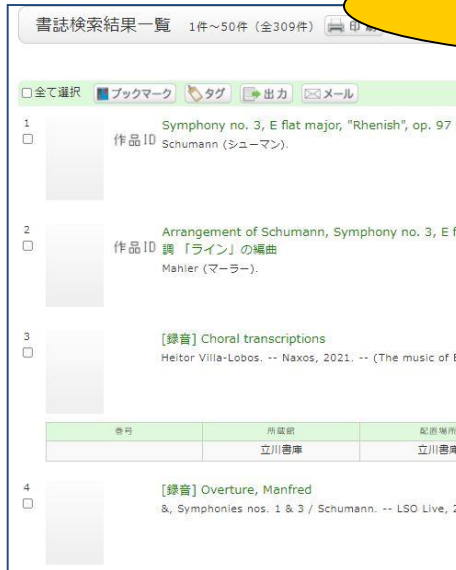 書誌検索結果一覧 1件～50件 (全309件) 印刷
全て選択 ブックマーク タグ 出力 メール
1
Symphony no. 3, E flat major, "Rhenish", op. 97
作品ID Schumann (シューマン).
2
Arrangement of Schumann, Symphony no. 3, E f
作品ID 調 「ライン」の編曲
Mahler (マーラー).
3
[録音] Choral transcriptions
Heitor Villa-Lobos. -- Naxos, 2021. -- (The music of
巻号 所蔵館 配置場所
立川書庫 立川書庫
4
[録音] Overture, Manfred
&, Symphonies nos. 1 & 3 / Schumann. -- LSO Live,